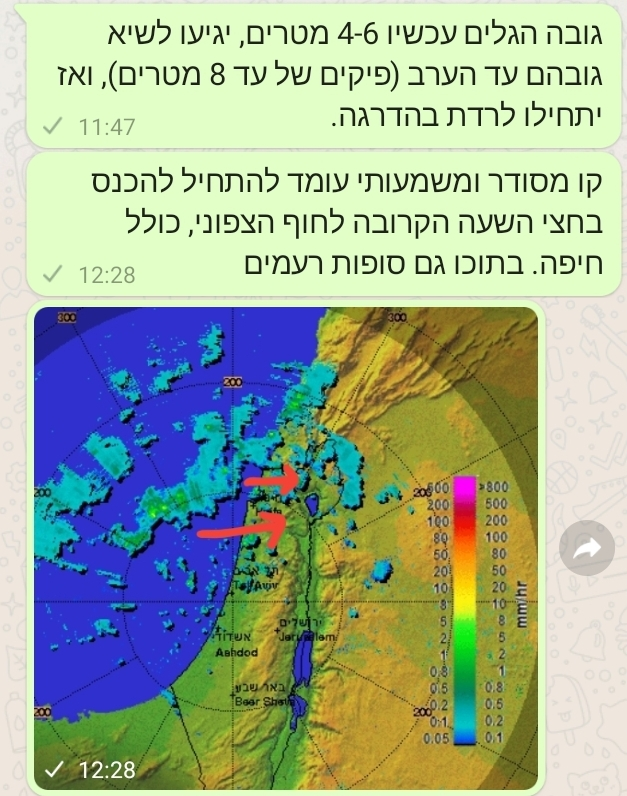 גובה הגלים עכשיו 4-6 מטרים, יגיעו לשיא
גובהם עד הערב (פיקים של עד 8 מטרים), ואז
יתחילו לרדת בהדרגה.
11:47
קו מסודר ומשמעותי עומד להתחיל להכנס
בחצי השעה הקרובה לחוף הצפוני, כולל
חיפה. בתוכו גם סופות רעמים
12:28
300 300
200
200 200
תל אביב
Tel Aviv
ירושלים
Jerusalem
אשדוד
Ashdod
באר שבע
Beer Sheva
200 200
500 >800
200 500
100 200
80 100
50 80
20 50
10 20
8 10
5 8
2 5
1 2
0.8 1
0.5 0.8
0.2 0.5
0.1 0.2
0.05 0.1
mm/hr
12:28